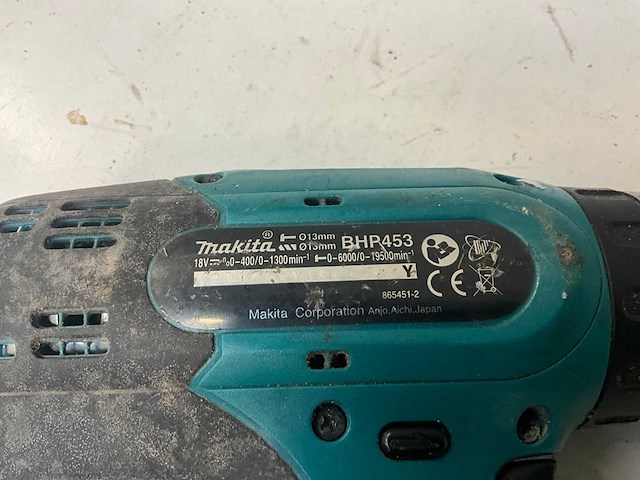 makita® Ø13mm BHP453
Ø13mm
18V 0-400/0-1300min⁻¹ 0-6000/0-19500min⁻¹
Y
CE
865451-2
Makita Corporation Anjo,Aichi,Japan